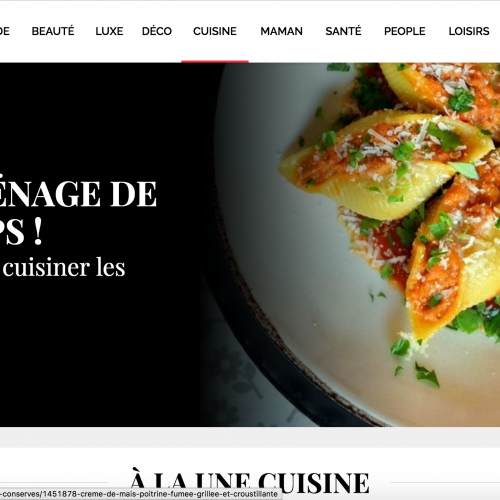 DE BEAUTÉ LUXE DÉCO CUISINE MAMAN SANTÉ PEOPLE LOISIRS
ÉNAGE DE
PS !
cuisiner les
À LA UNE CUISINE
-conserves/1451878-creme-de-mais-poitrine-fumee-grillee-et-croustillante